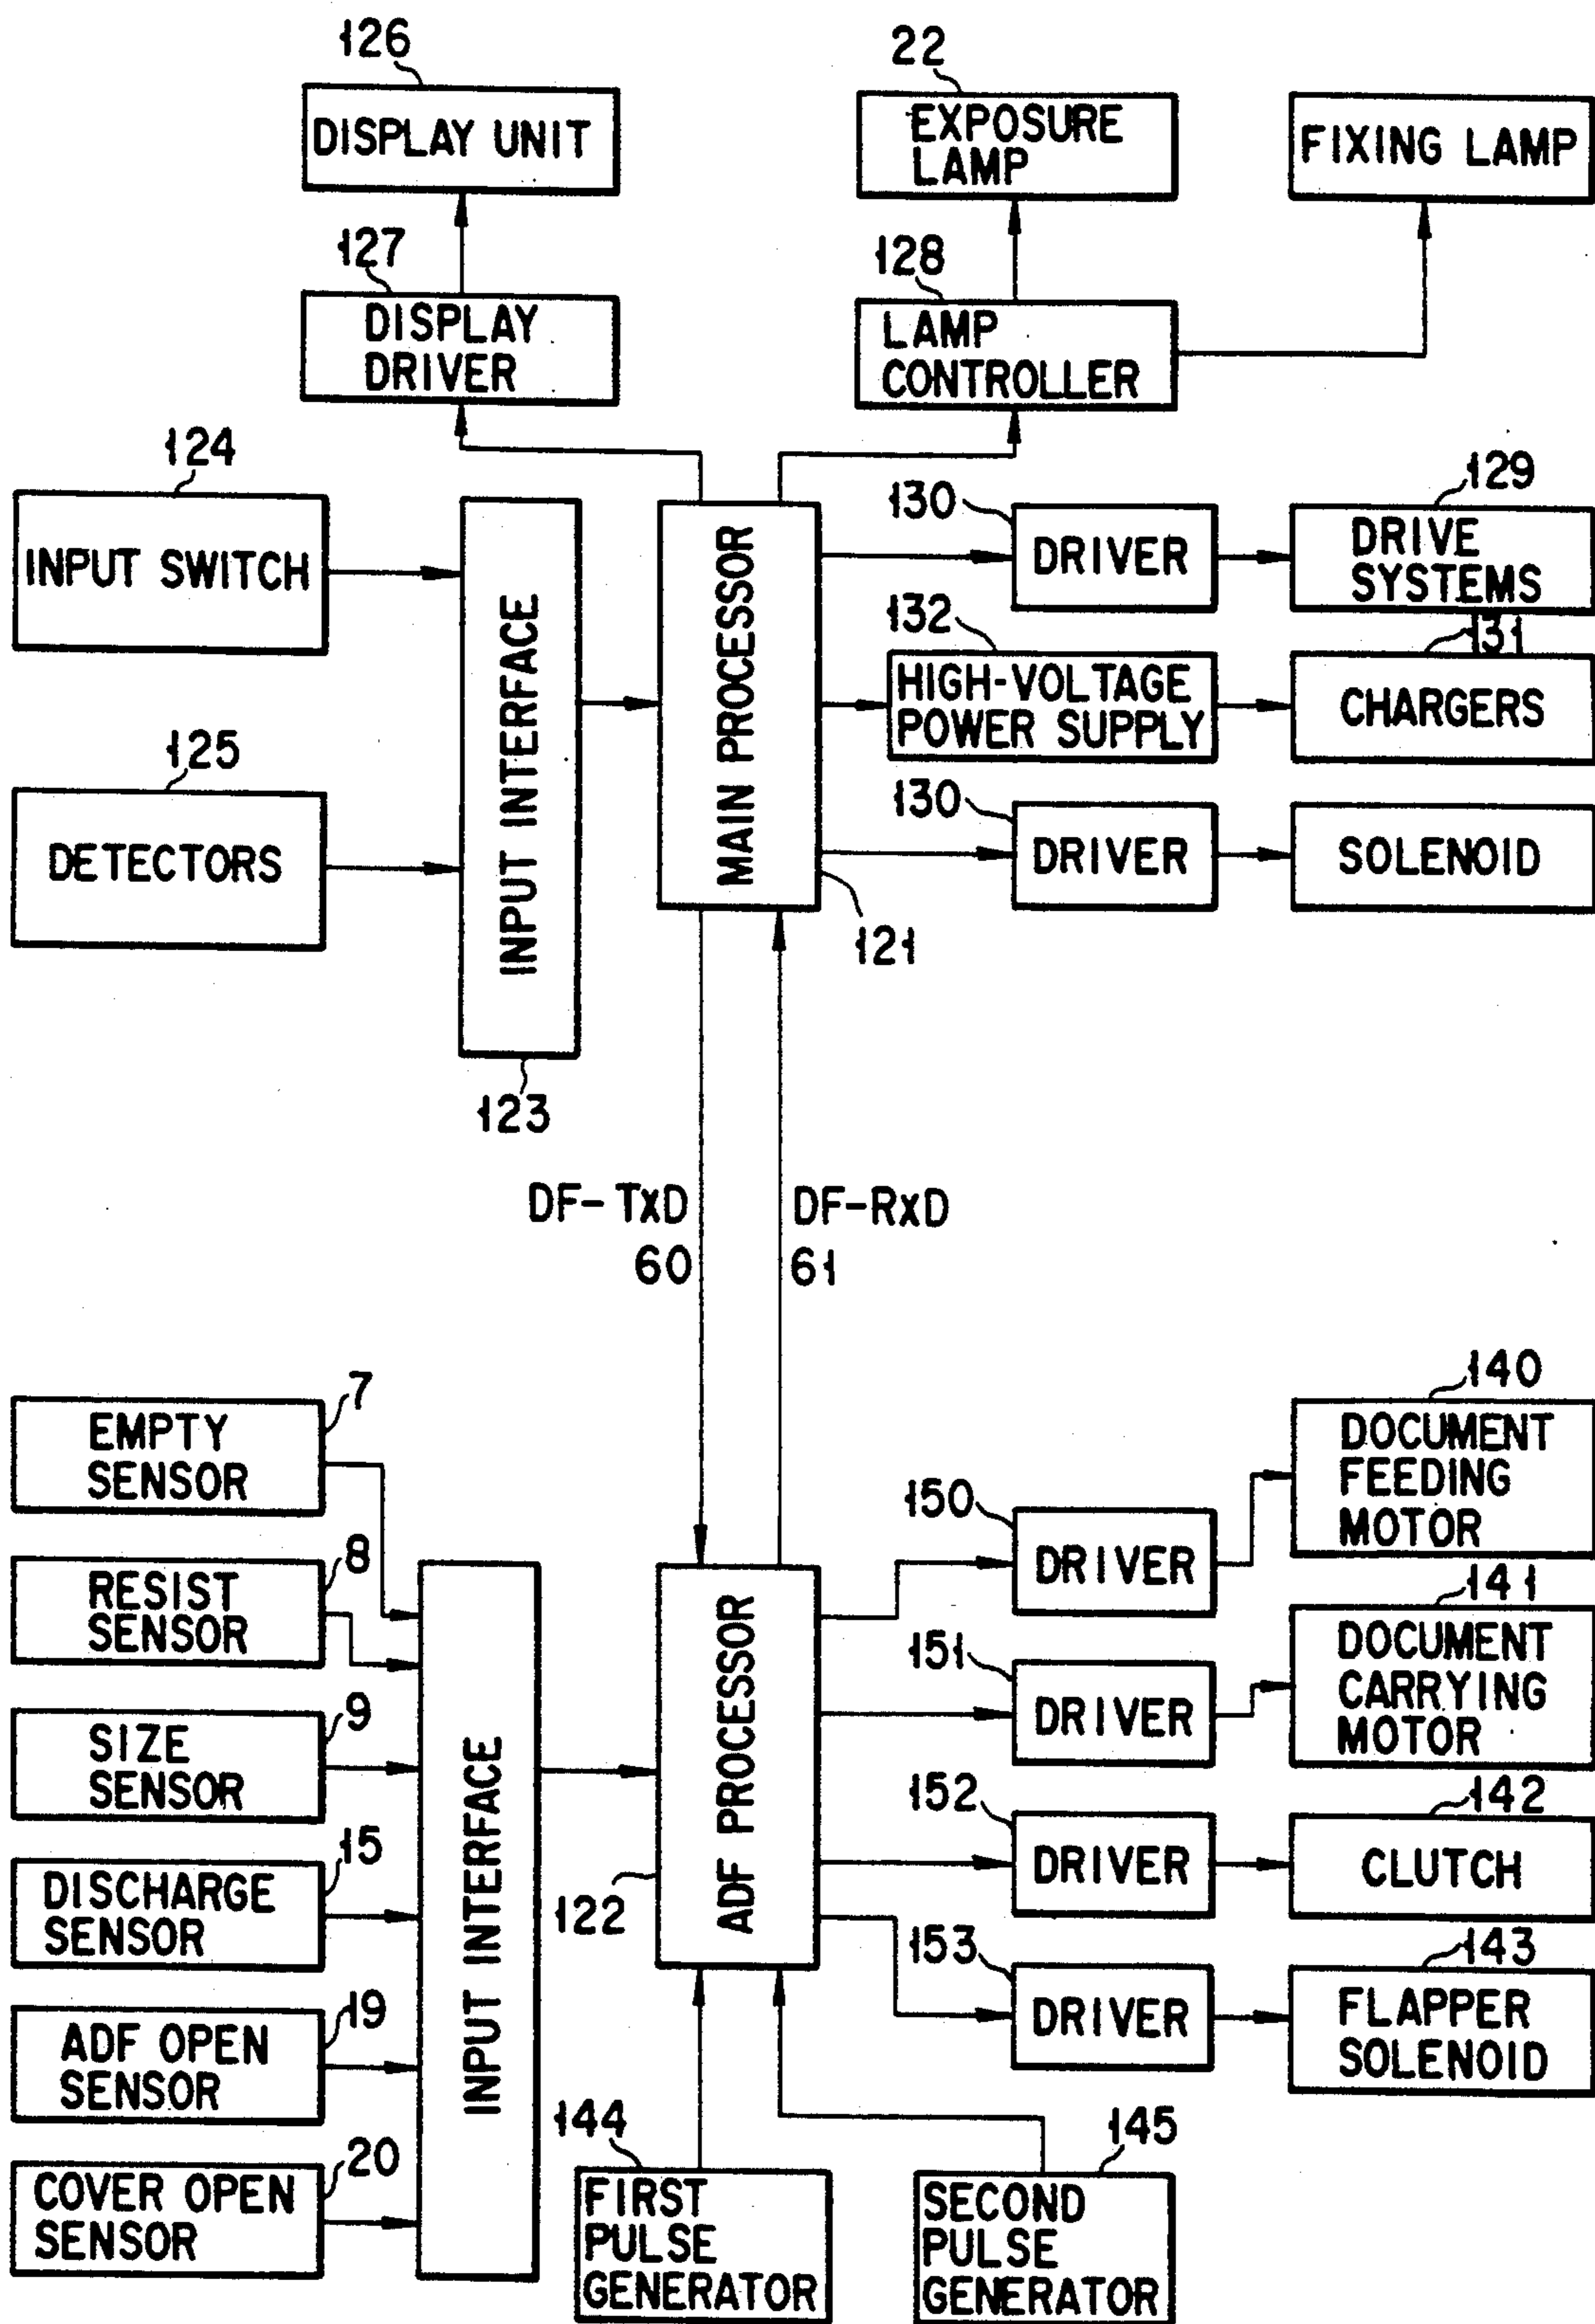 126
DISPLAY UNIT
22
EXPOSURE
LAMP
FIXING LAMP
127
DISPLAY
DRIVER
128
LAMP
CONTROLLER
124
INPUT SWITCH
125
DETECTORS
INPUT INTERFACE
123
MAIN PROCESSOR
121
130
DRIVER
129
DRIVE
SYSTEMS
132
HIGH-VOLTAGE
POWER SUPPLY
131
CHARGERS
130
DRIVER
SOLENOID
DF-TXD
60
DF-RXD
61
7
EMPTY
SENSOR
8
RESIST
SENSOR
9
SIZE
SENSOR
15
DISCHARGE
SENSOR
19
ADF OPEN
SENSOR
20
COVER OPEN
SENSOR
INPUT INTERFACE
ADF PROCESSOR
122
150
DRIVER
140
DOCUMENT
FEEDING
MOTOR
151
DRIVER
141
DOCUMENT
CARRYING
MOTOR
152
DRIVER
142
CLUTCH
153
DRIVER
143
FLAPPER
SOLENOID
144
FIRST
PULSE
GENERATOR
145
SECOND
PULSE
GENERATOR